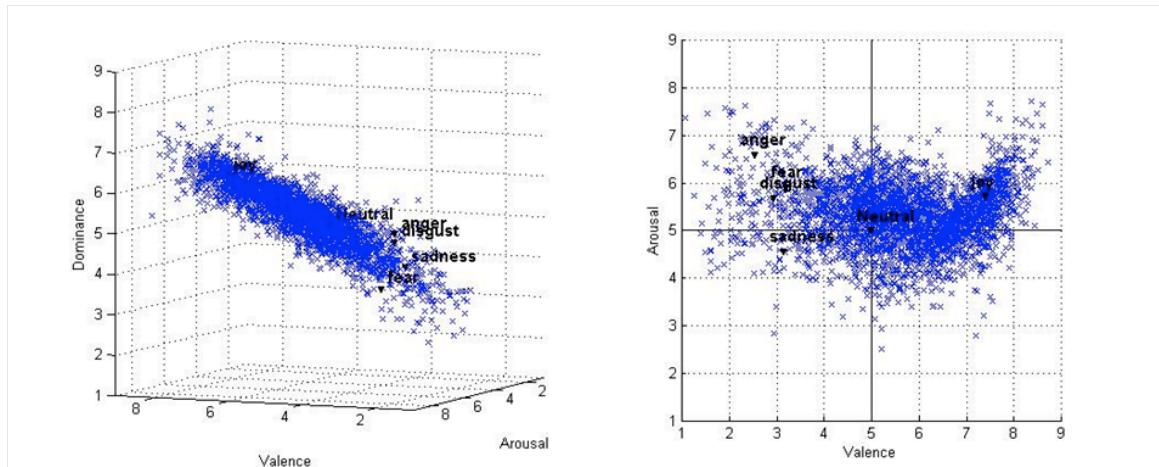 9
8
7
6
5
4
3
2
1
Dominance
joy
Neutral
anger
disgust
sadness
fear
8
6
4
2
Valence
8 6 4 2
Arousal
9
8
7
6
5
4
3
2
1
Arousal
anger
fear
disgust
joy
Neutral
sadness
1 2 3 4 5 6 7 8 9
Valence